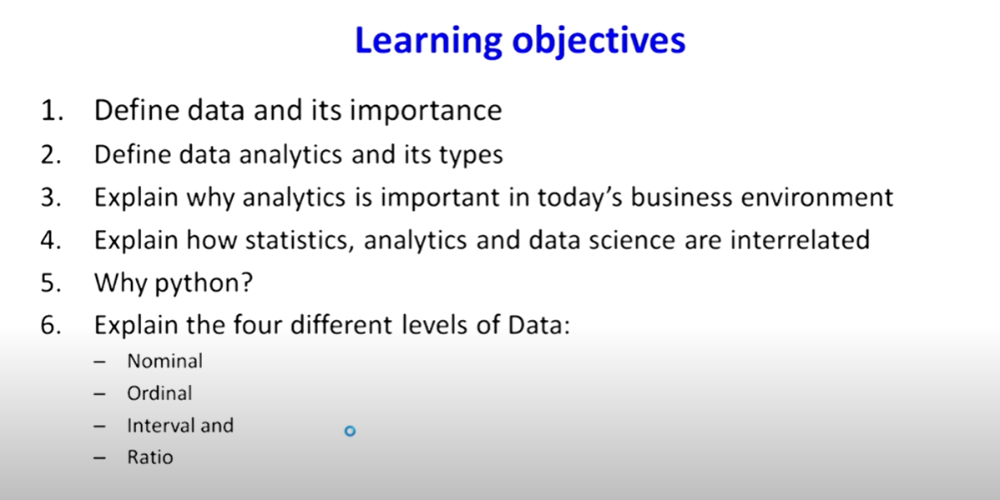 Learning objectives
1. Define data and its importance
2. Define data analytics and its types
3. Explain why analytics is important in today’s business environment
4. Explain how statistics, analytics and data science are interrelated
5. Why python?
6. Explain the four different levels of Data:
– Nominal
– Ordinal
– Interval and
– Ratio